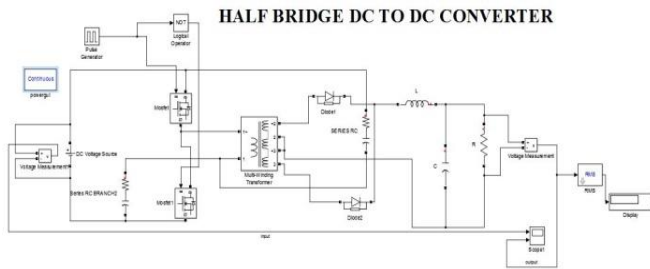 HALF BRIDGE DC TO DC CONVERTER
NOT
Logical
Operator
Pulse
Generator
Continuous
powergui
Mosfet
Diode1
L
SERIES RC
DC Voltage Source
Voltage Measurement
Multi-Winding
Transformer
C
R
Voltage Measurement
Series RC BRANCH2
Mosfet1
Diode2
RMS
RMS
Display
input
Scope1
output